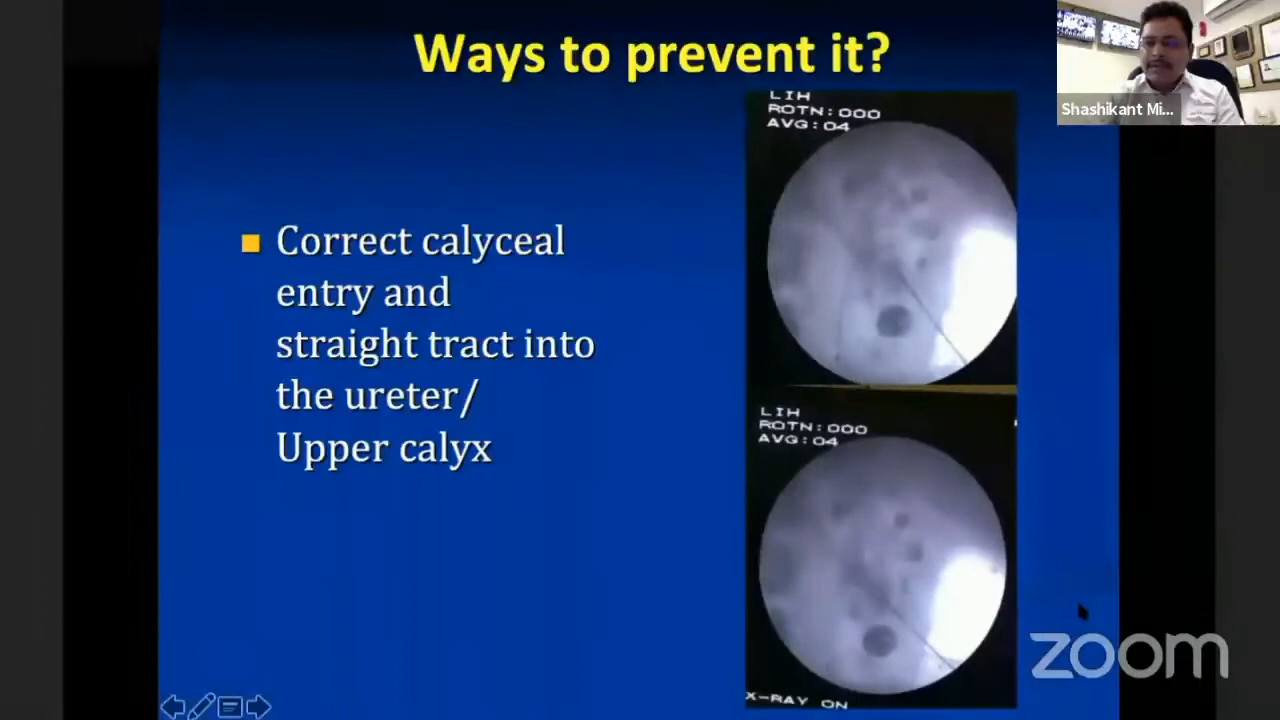 Ways to prevent it?
Shashikant Mi...
LIH
ROTN:000
AVG:04
Correct calyceal
entry and
straight tract into
the ureter/
Upper calyx
LIH
ROTN:000
AVG:04
X-RAY ON
zoom